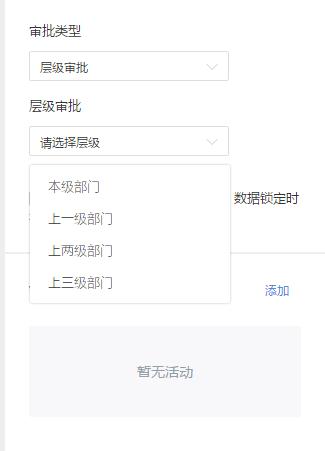 审批类型
层级审批
层级审批
请选择层级
本级部门
数据锁定时
上一级部门
上两级部门
上三级部门
添加
暂无活动